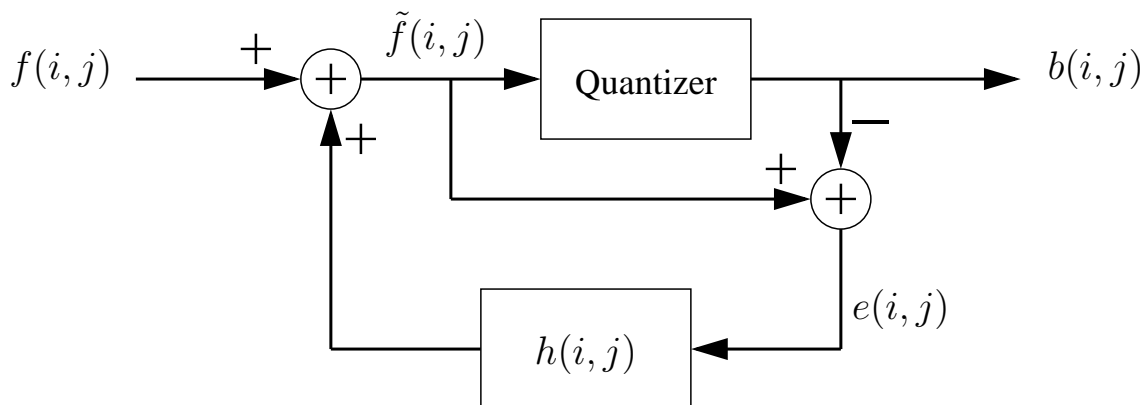 f(i, j)
+
+
f̃(i, j)
Quantizer
b(i, j)
+
−
+
+
h(i, j)
e(i, j)